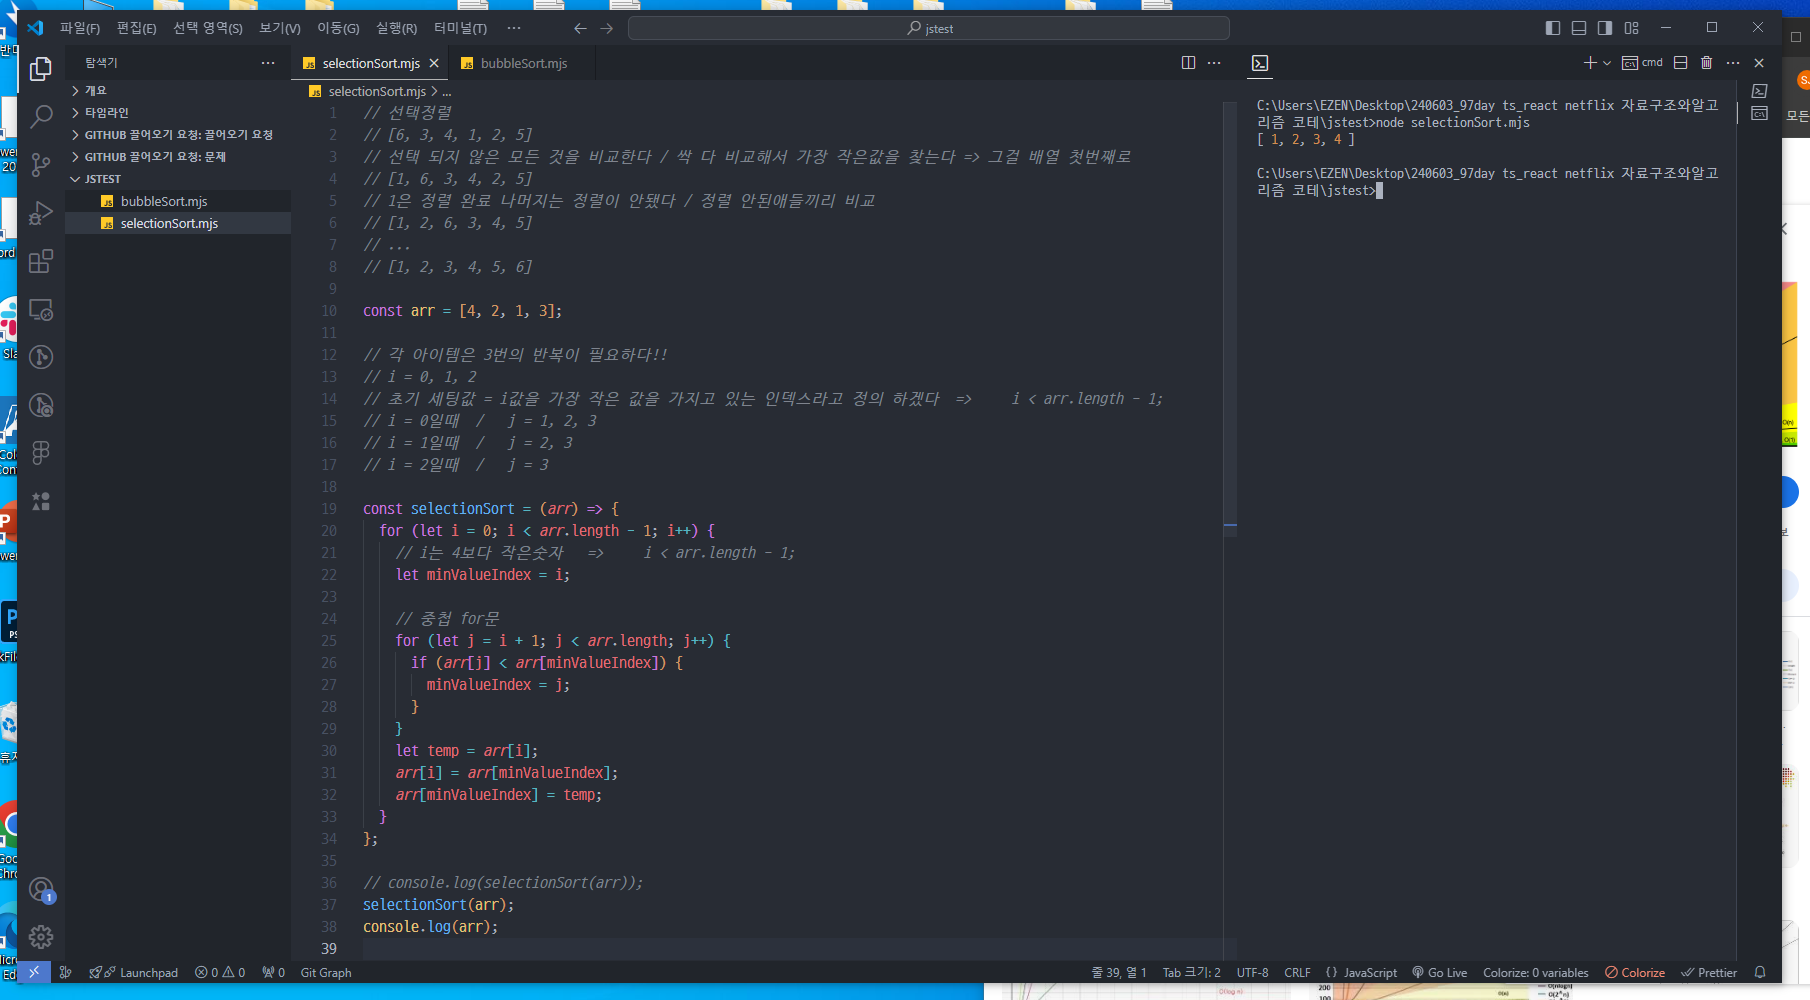 파일(F) 편집(E) 선택 영역(S) 보기(V) 이동(G) 실행(R) 터미널(T) ···
jstest
탐색기
개요
타임라인
GITHUB 끌어오기 요청: 끌어오기 요청
GITHUB 끌어오기 요청: 문제
JSTEST
JS bubbleSort.mjs
JS selectionSort.mjs
JS selectionSort.mjs
JS bubbleSort.mjs
JS selectionSort.mjs > ...
1 // 선택정렬
2 // [6, 3, 4, 1, 2, 5]
3 // 선택 되지 않은 모든 것을 비교한다 / 싹 다 비교해서 가장 작은값을 찾는다 => 그걸 배열 첫번째로
4 // [1, 6, 3, 4, 2, 5]
5 // 1은 정렬 완료 나머지는 정렬이 안됐다 / 정렬 안된애들끼리 비교
6 // [1, 2, 6, 3, 4, 5]
7 // ...
8 // [1, 2, 3, 4, 5, 6]
9
10 const arr = [4, 2, 1, 3];
11
12 // 각 아이템은 3번의 반복이 필요하다!!
13 // i = 0, 1, 2
14 // 초기 세팅값 = i값을 가장 작은 값을 가지고 있는 인덱스라고 정의 하겠다 => i < arr.length - 1;
15 // i = 0일때 / j = 1, 2, 3
16 // i = 1일때 / j = 2, 3
17 // i = 2일때 / j = 3
18
19 const selectionSort = (arr) => {
20 for (let i = 0; i < arr.length - 1; i++) {
21 // i는 4보다 작은숫자 => i < arr.length - 1;
22 let minValueIndex = i;
23
24 // 중첩 for문
25 for (let j = i + 1; j < arr.length; j++) {
26 if (arr[j] < arr[minValueIndex]) {
27 minValueIndex = j;
28 }
29 }
30 let temp = arr[i];
31 arr[i] = arr[minValueIndex];
32 arr[minValueIndex] = temp;
33 }
34 };
35
36 // console.log(selectionSort(arr));
37 selectionSort(arr);
38 console.log(arr);
39
cmd
C:\Users\EZEN\Desktop\240603_97day ts_react netflix 자료구조와알고
리즘 코테\jstest>node selectionSort.mjs
[ 1, 2, 3, 4 ]
C:\Users\EZEN\Desktop\240603_97day ts_react netflix 자료구조와알고
리즘 코테\jstest>
모든
1
Launchpad 0 0 0 Git Graph
줄 39, 열 1 Tab 크기: 2 UTF-8 CRLF {} JavaScript Go Live Colorize: 0 variables Colorize Prettier